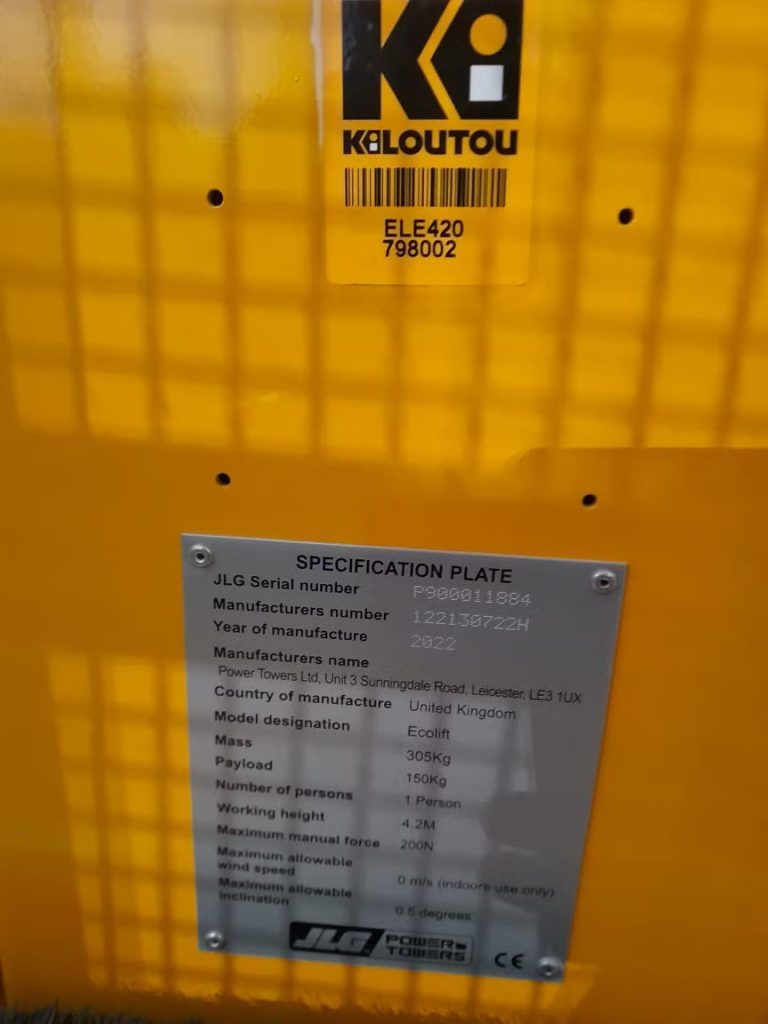 KiLOUTOU
ELE420
798002
SPECIFICATION PLATE
JLG Serial number P900011884
Manufacturers number 122130722H
Year of manufacture 2022
Manufacturers name
Power Towers Ltd, Unit 3 Sunningdale Road, Leicester. LE3 1UX
Country of manufacture United Kingdom
Model designation Ecolift
Mass 305Kg
Payload 150Kg
Number of persons 1 Person
Working height 4.2M
Maximum manual force 200N
Maximum allowable
wind speed 0 m/s (indoors use only)
Maximum allowable
inclination 0.5 degrees
JLG POWER
TOWERS CE